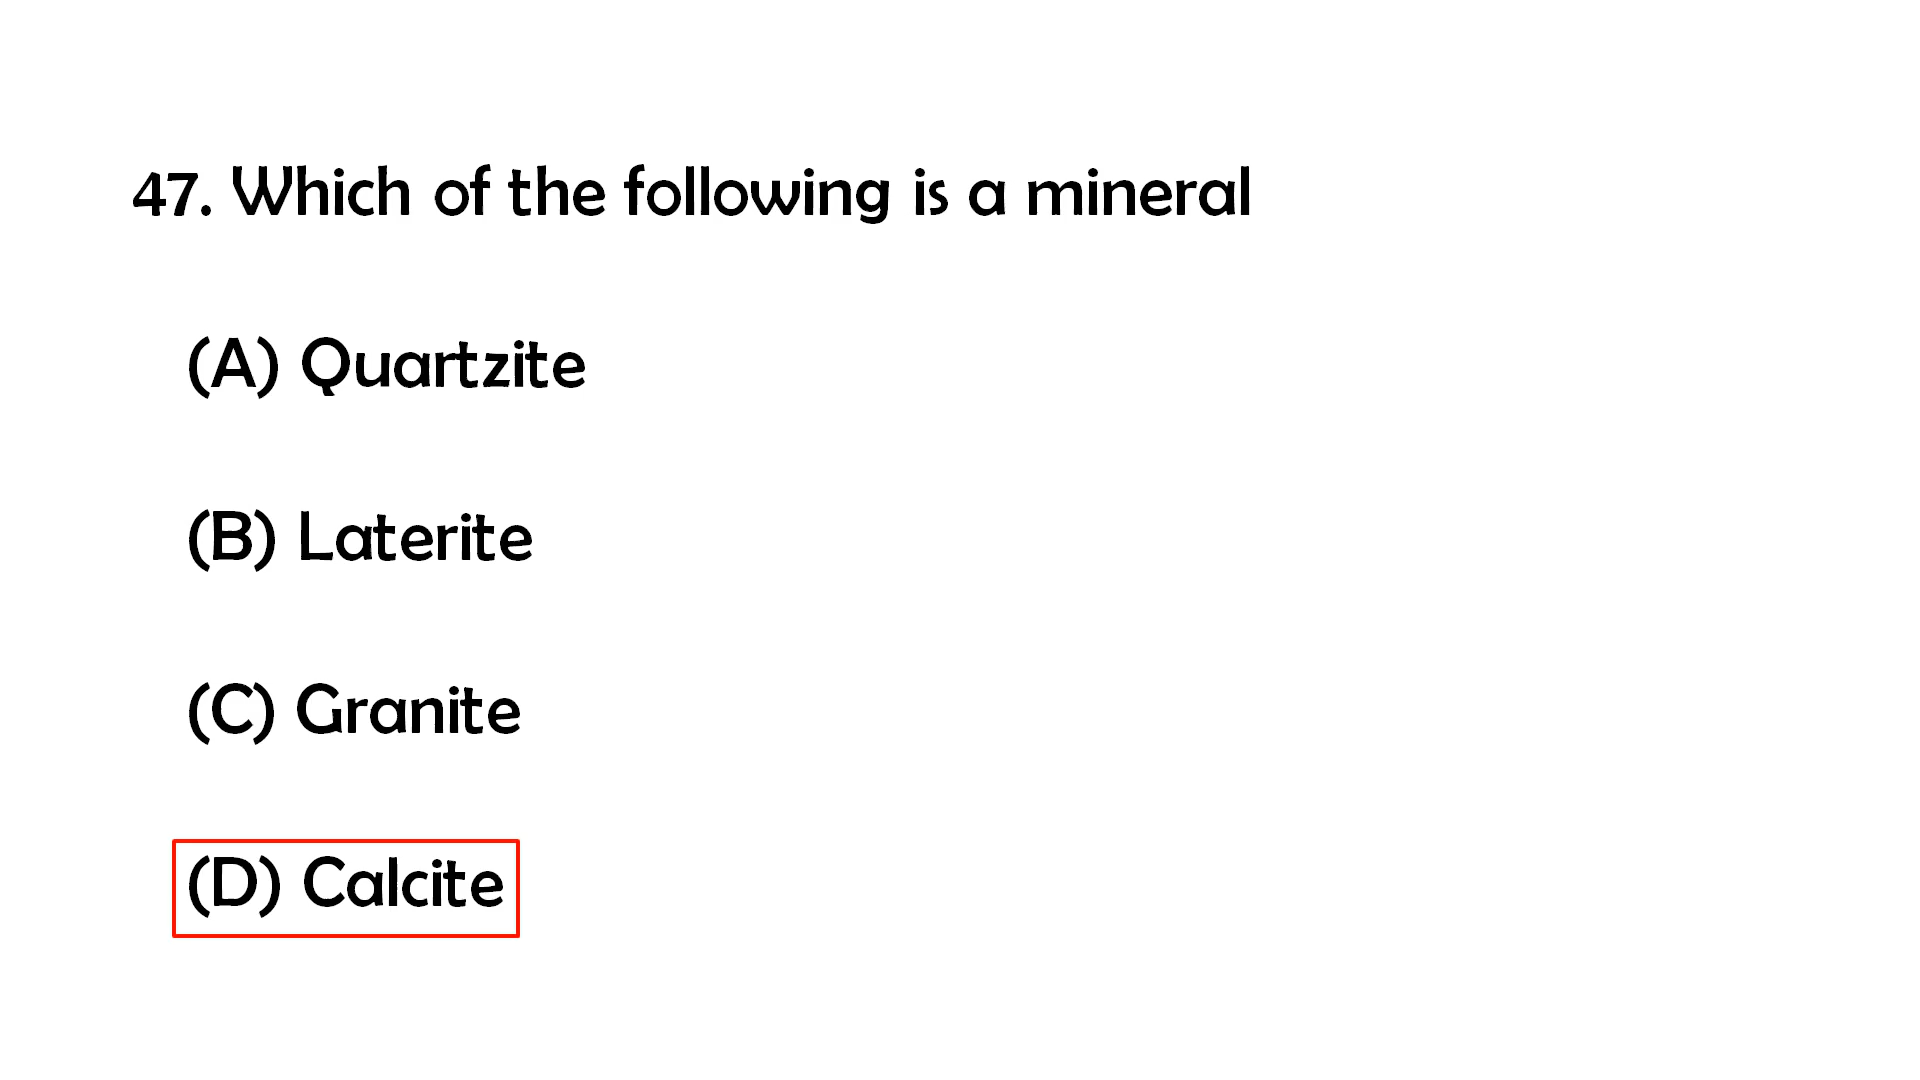 47. Which of the following is a mineral
(A) Quartzite
(B) Laterite
(C) Granite
(D) Calcite